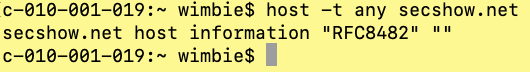 c-010-001-019:~ wimbie$ host -t any secshow.net
secshow.net host information "RFC8482" ""
c-010-001-019:~ wimbie$